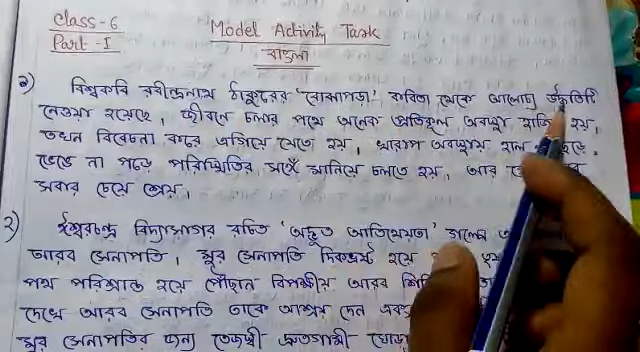 Class-6
Part-I
Model Activity Task
বাংলা
১) বিশ্বকবি রবীন্দ্রনাথ ঠাকুরের 'বোঝাপড়া' কবিতা থেকে আলোচ্য উদ্ধৃতিটি
নেওয়া হয়েছে। জীবনে চলার পথে অনেক প্রতিকূল অবস্থা হয়,
তখন বিবেচনা করে এগিয়ে যেতে হয়। খারাপ অবস্থায় হাল
ভেঙে না পড়ে পরিস্থিতির সঙ্গে মানিয়ে চলতে হয়। আর
সবার চেয়ে শ্রেয়।
২) ঈশ্বরচন্দ্র বিদ্যাসাগর রচিত 'অদ্ভুত আতিথেয়তা' গল্পের
আরব সেনাপতি। মুর সেনাপতি দিকভ্রষ্ট হয়ে
পথ পরিশ্রান্ত হয়ে পৌঁছান বিপক্ষীয় আরব
দেখে আরব সেনাপতি তাকে আশ্রয় দেন
মুর সেনাপতির জন্য তেজস্বী দ্রুতগামী